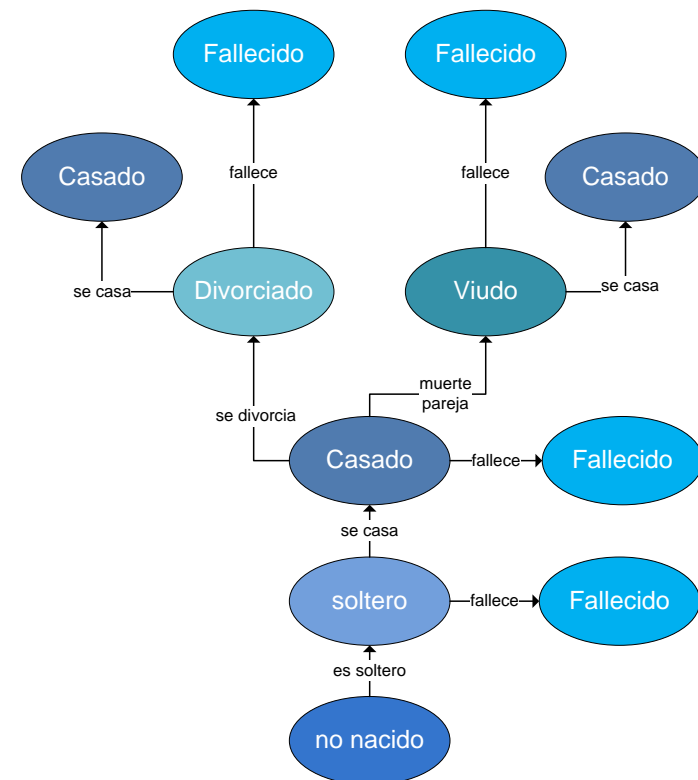 Fallecido
Fallecido
Casado
fallece
fallece
Casado
se casa
Divorciado
Viudo
se casa
muerte
pareja
se divorcia
Casado
fallece
Fallecido
se casa
soltero
fallece
Fallecido
es soltero
no nacido